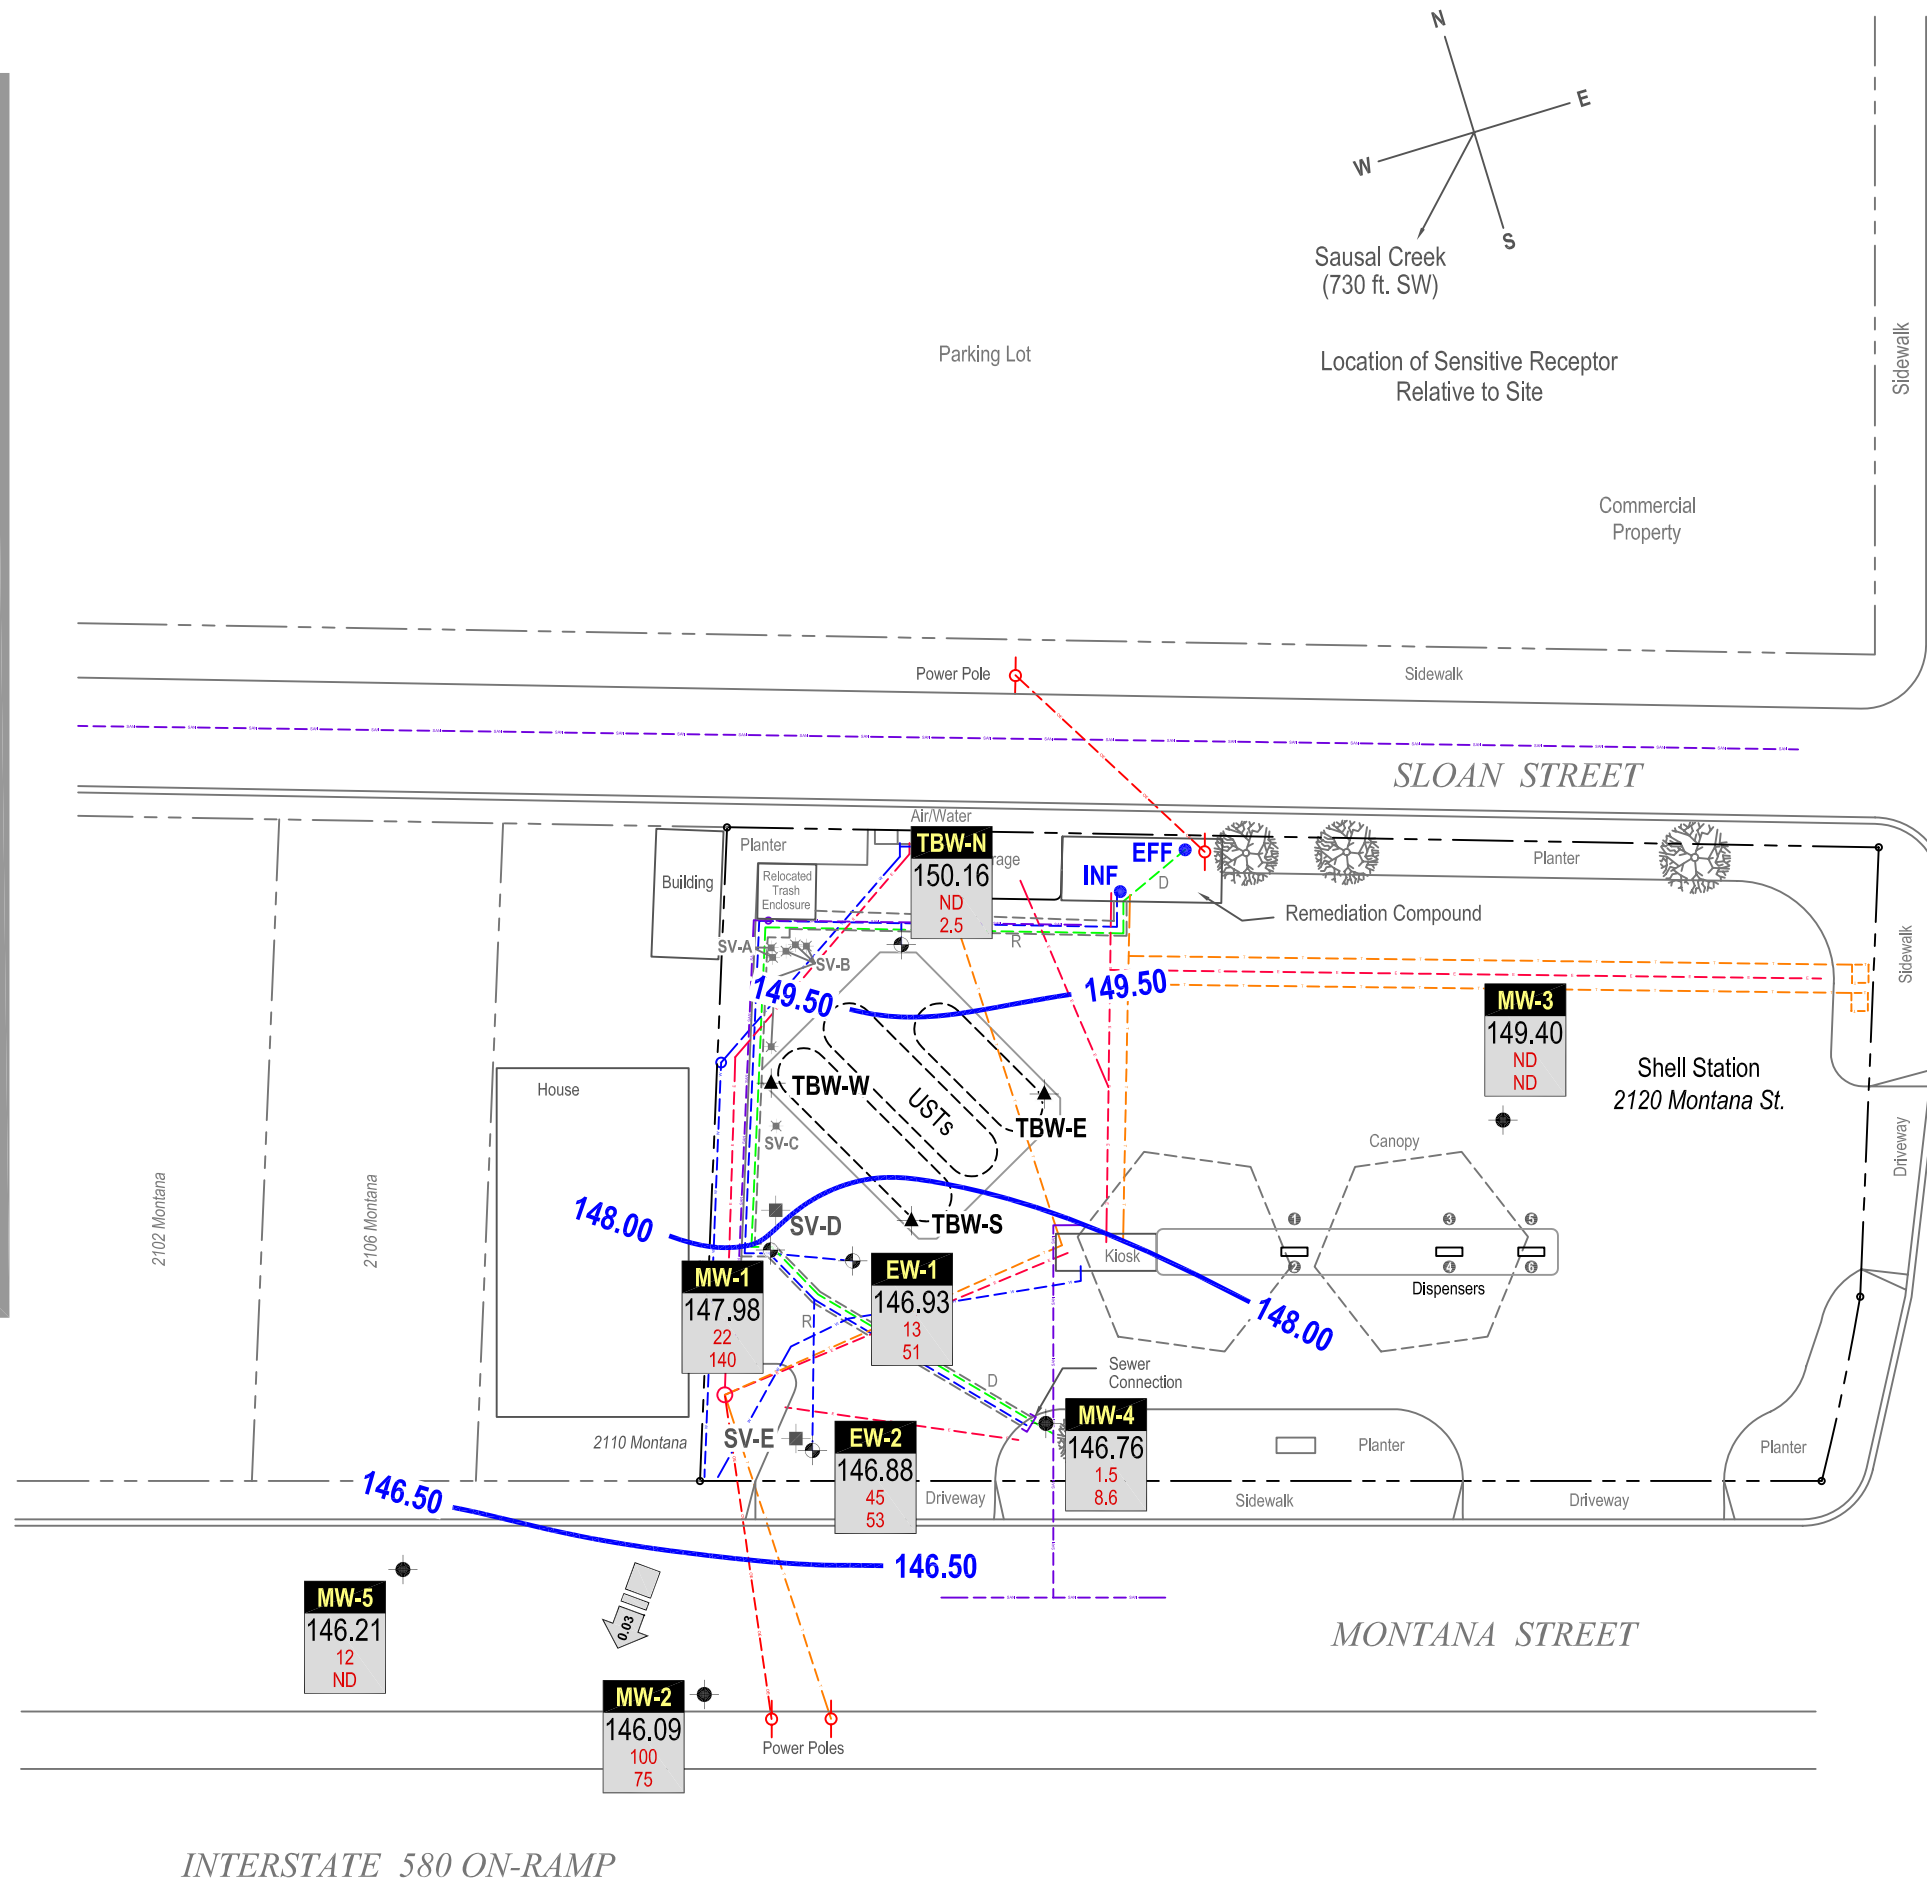 N
E
W
S
Sausal Creek
(730 ft. SW)
Location of Sensitive Receptor
Relative to Site
Parking Lot
Sidewalk
Commercial
Property
Power Pole
Sidewalk
SLOAN STREET
Air/Water
TBW-N
150.16
ND
2.5
rage
EFF
INF
D
Planter
Building
Relocated
Trash
Enclosure
Planter
Remediation Compound
R
SV-A
SV-B
Sidewalk
149.50
149.50
MW-3
149.40
ND
ND
Shell Station
2120 Montana St.
House
TBW-W
USTs
TBW-E
SV-C
Canopy
Driveway
2102 Montana
2106 Montana
148.00
SV-D
TBW-S
1
3
5
Kiosk
2
4
6
Dispensers
MW-1
147.98
22
140
EW-1
146.93
13
51
148.00
R
D
Sewer
Connection
2110 Montana
SV-E
EW-2
146.88
45
53
MW-4
146.76
1.5
8.6
Planter
Planter
146.50
Driveway
Sidewalk
Driveway
146.50
MW-5
146.21
12
ND
0.03
MONTANA STREET
MW-2
146.09
100
75
Power Poles
INTERSTATE 580 ON-RAMP